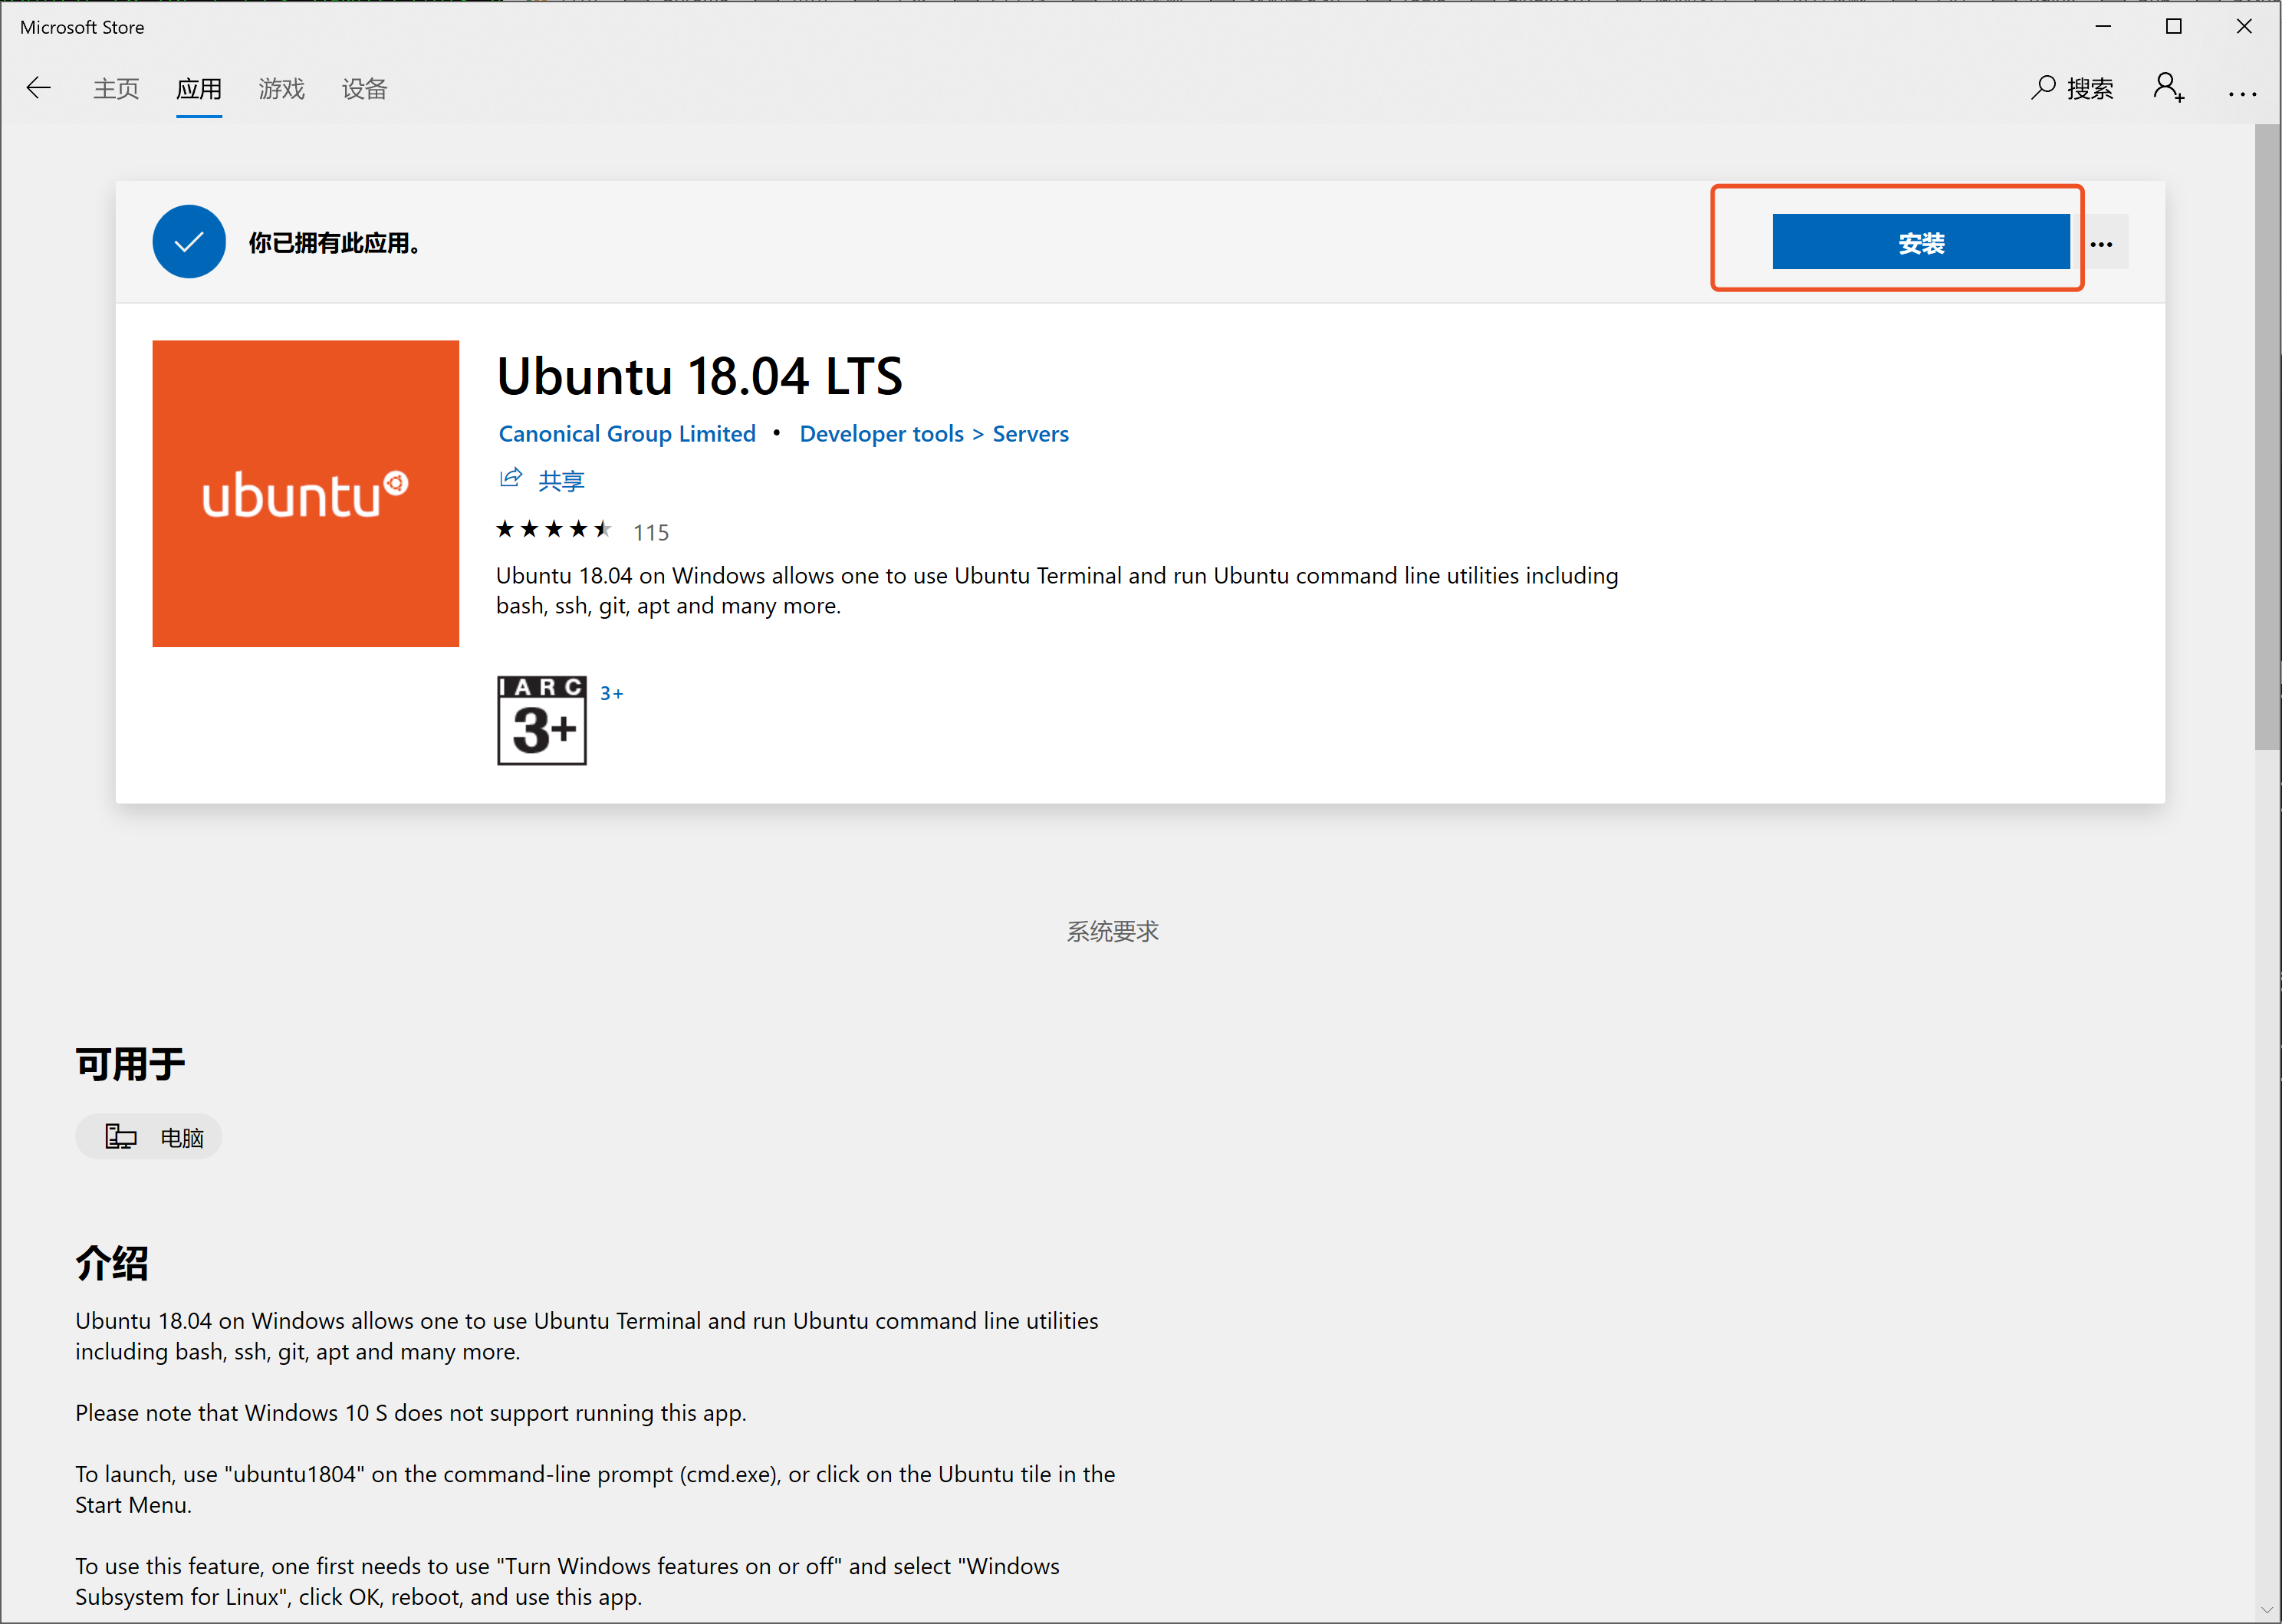 Microsoft Store
主页 应用 游戏 设备 搜索
你已拥有此应用。
安装
ubuntu
Ubuntu 18.04 LTS
Canonical Group Limited • Developer tools > Servers
共享
115
Ubuntu 18.04 on Windows allows one to use Ubuntu Terminal and run Ubuntu command line utilities including
bash, ssh, git, apt and many more.
IARC
3+
3+
系统要求
可用于
电脑
介绍
Ubuntu 18.04 on Windows allows one to use Ubuntu Terminal and run Ubuntu command line utilities
including bash, ssh, git, apt and many more.
Please note that Windows 10 S does not support running this app.
To launch, use "ubuntu1804" on the command-line prompt (cmd.exe), or click on the Ubuntu tile in the
Start Menu.
To use this feature, one first needs to use "Turn Windows features on or off" and select "Windows
Subsystem for Linux", click OK, reboot, and use this app.